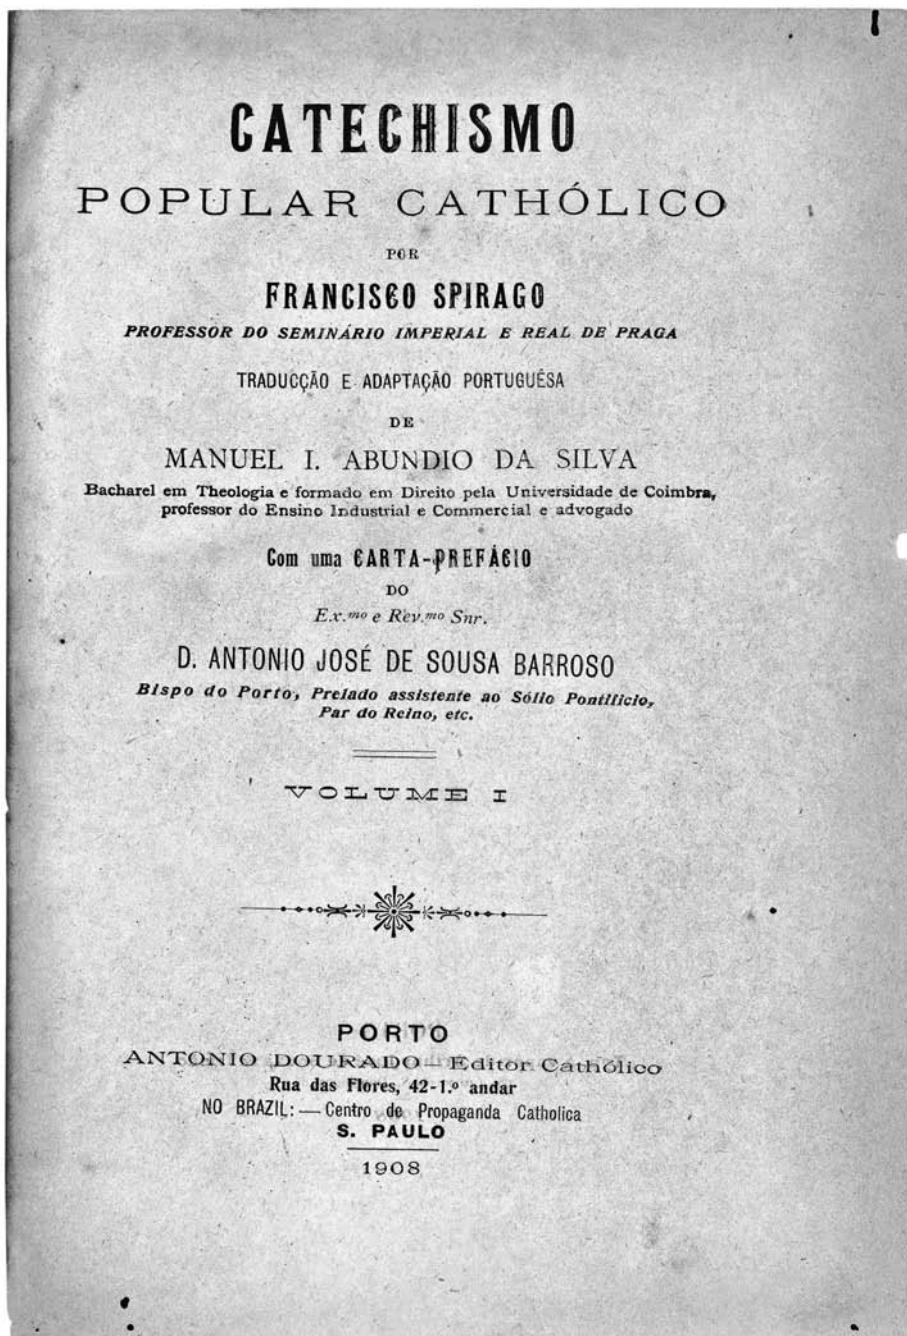 CATECHISMO
POPULAR CATHÓLICO
POR
FRANCISCO SPIRAGO
PROFESSOR DO SEMINÁRIO IMPERIAL E REAL DE PRAGA
TRADUCÇÃO E ADAPTAÇÃO PORTUGUÊSA
DE
MANUEL I. ABUNDIO DA SILVA
Bacharel em Theologia e formado em Direito pela Universidade de Coimbra,
professor do Ensino Industrial e Commercial e advogado
Com uma CARTA-PREFÁCIO
DO
Ex.mo e Rev.mo Snr.
D. ANTONIO JOSÉ DE SOUSA BARROSO
Bispo do Porto, Prelado assistente ao Sólio Pontificio,
Par do Reino, etc.
VOLUME I
PORTO
ANTONIO DOURADO — Editor Cathólico
Rua das Flores, 42-1.º andar
NO BRAZIL: — Centro de Propaganda Catholica
S. PAULO
1908